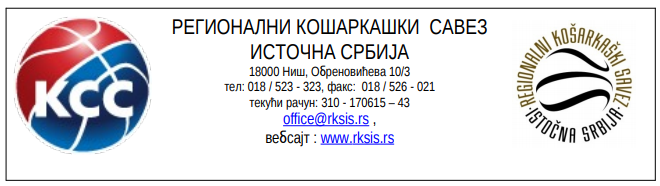 РЕГИОНАЛНИ КОШАРКАШКИ САВЕЗ
ИСТОЧНА СРБИЈА
18000 Ниш, Обреновићева 10/3
тел: 018 / 523 - 323, факс: 018 / 526 - 021
текући рачун: 310 - 170615 – 43
office@rksis.rs ,
вебсајт : www.rksis.rs
КСС
REGIONALNI KOŠARKAŠKI SAVEZ
· ISTOČNA SRBIJA ·